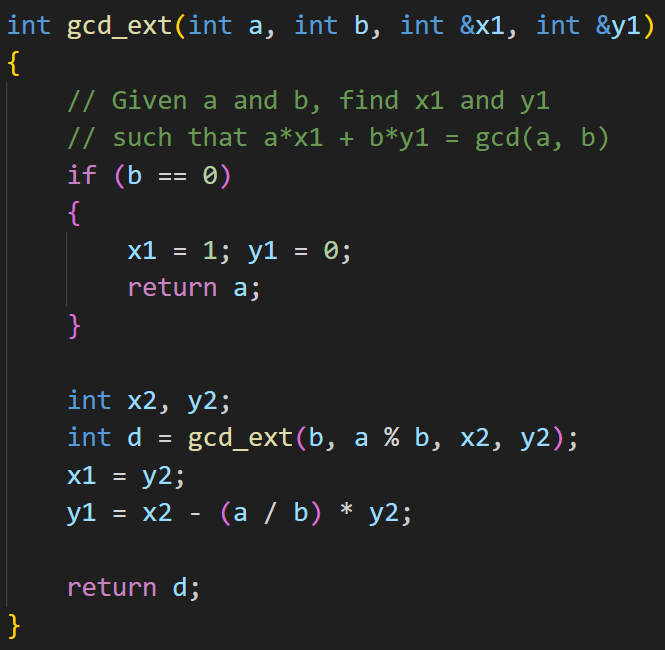 int gcd_ext(int a, int b, int &x1, int &y1)
{
    // Given a and b, find x1 and y1
    // such that a*x1 + b*y1 = gcd(a, b)
    if (b == 0)
    {
        x1 = 1; y1 = 0;
        return a;
    }

    int x2, y2;
    int d = gcd_ext(b, a % b, x2, y2);
    x1 = y2;
    y1 = x2 - (a / b) * y2;

    return d;
}